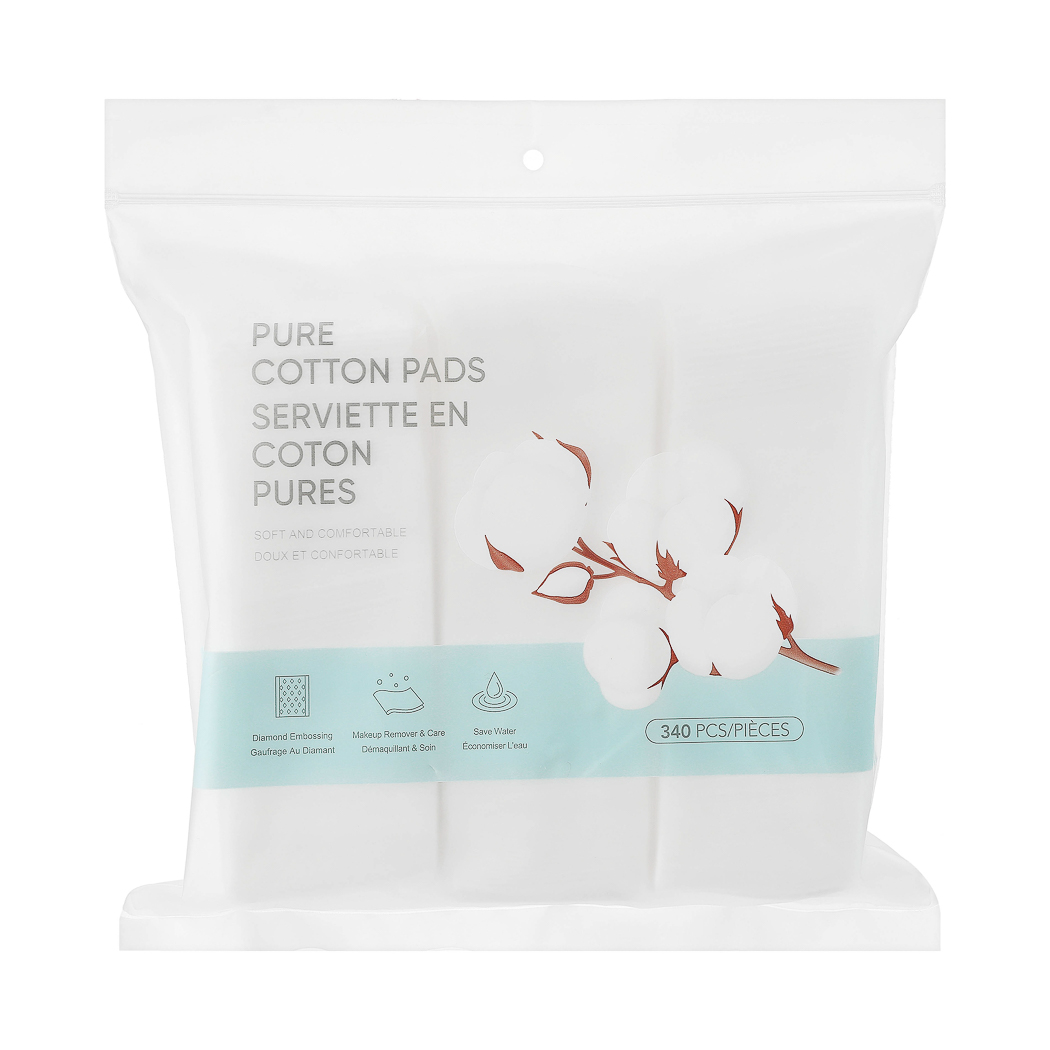 PURE
COTTON PADS
SERVIETTE EN
COTON
PURES
SOFT AND COMFORTABLE
DOUX ET CONFORTABLE
Diamond Embossing
Gaufrage Au Diamant
Makeup Remover & Care
Démaquillant & Soin
Save Water
Économiser L'eau
340 PCS/PIÈCES